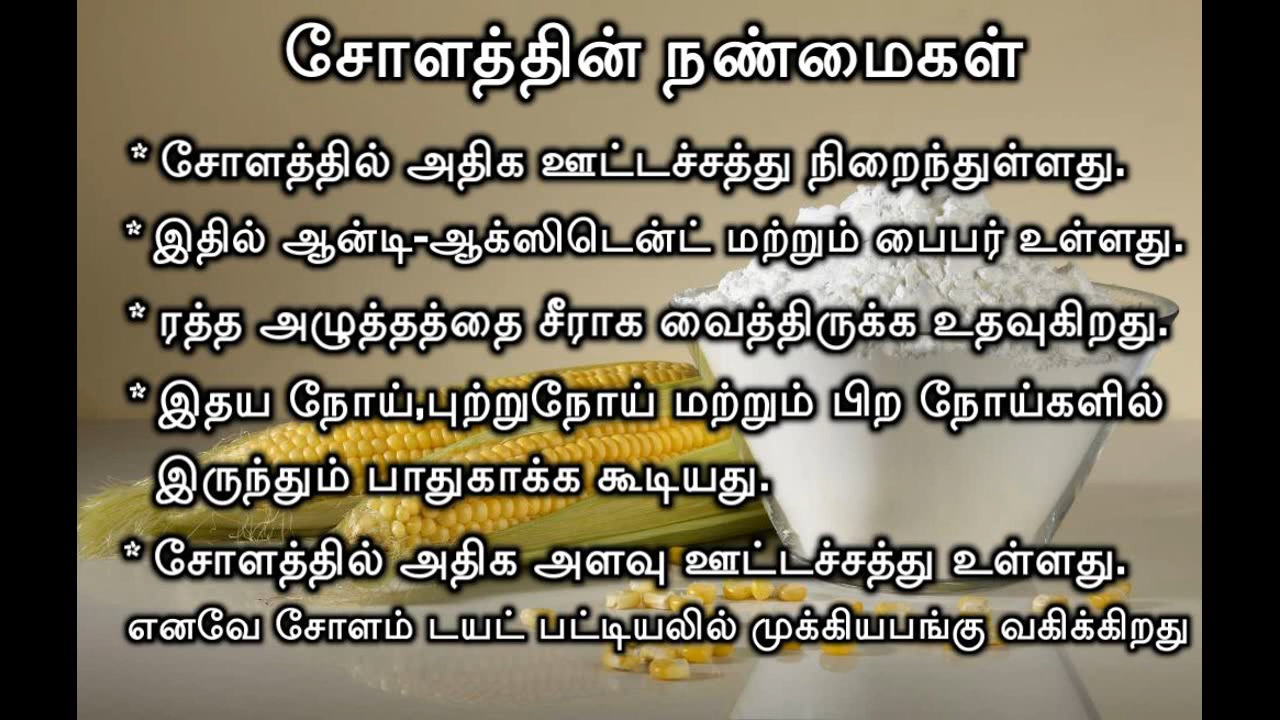 சோளத்தின் நண்மைகள்
* சோளத்தில் அதிக ஊட்டச்சத்து நிறைந்துள்ளது.
* இதில் ஆன்டி-ஆக்ஸிடென்ட் மற்றும் பைபர் உள்ளது.
* ரத்த அழுத்தத்தை சீராக வைத்திருக்க உதவுகிறது.
* இதய நோய்,புற்றுநோய் மற்றும் பிற நோய்களில்
இருந்தும் பாதுகாக்க கூடியது.
* சோளத்தில் அதிக அளவு ஊட்டச்சத்து உள்ளது.
எனவே சோளம் டயட் பட்டியலில் முக்கியபங்கு வகிக்கிறது